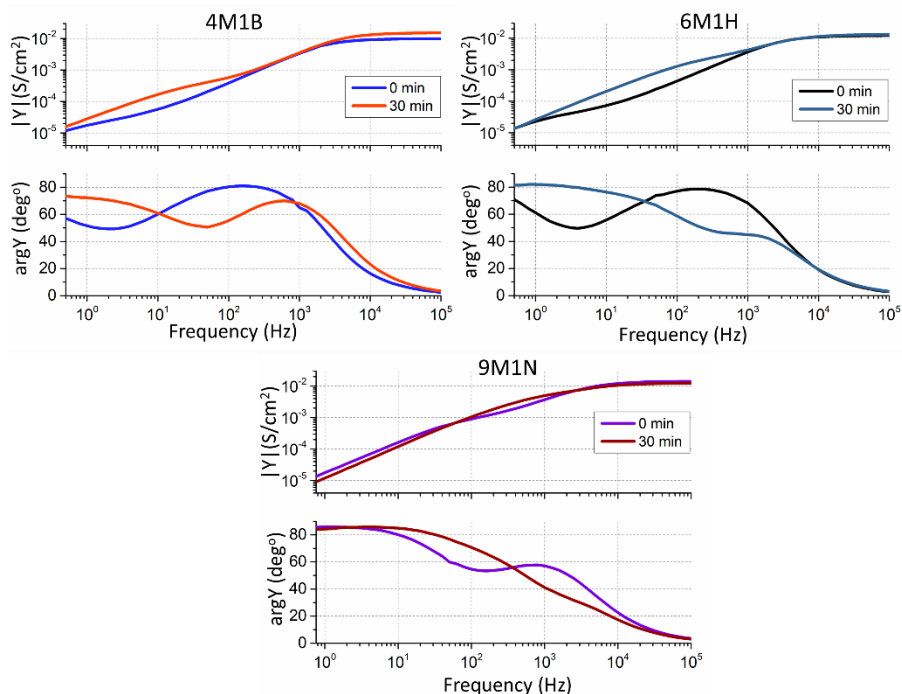 4M1B
|Y| (S/cm²)
10⁻²
10⁻³
10⁻⁴
10⁻⁵
0 min
30 min
argY (deg°)
80
60
40
20
0
10⁰ 10¹ 10² 10³ 10⁴ 10⁵
Frequency (Hz)
6M1H
|Y| (S/cm²)
10⁻²
10⁻³
10⁻⁴
10⁻⁵
0 min
30 min
argY (deg°)
80
60
40
20
0
10⁰ 10¹ 10² 10³ 10⁴ 10⁵
Frequency (Hz)
9M1N
|Y| (S/cm²)
10⁻²
10⁻³
10⁻⁴
10⁻⁵
0 min
30 min
argY (deg°)
80
60
40
20
0
10⁰ 10¹ 10² 10³ 10⁴ 10⁵
Frequency (Hz)